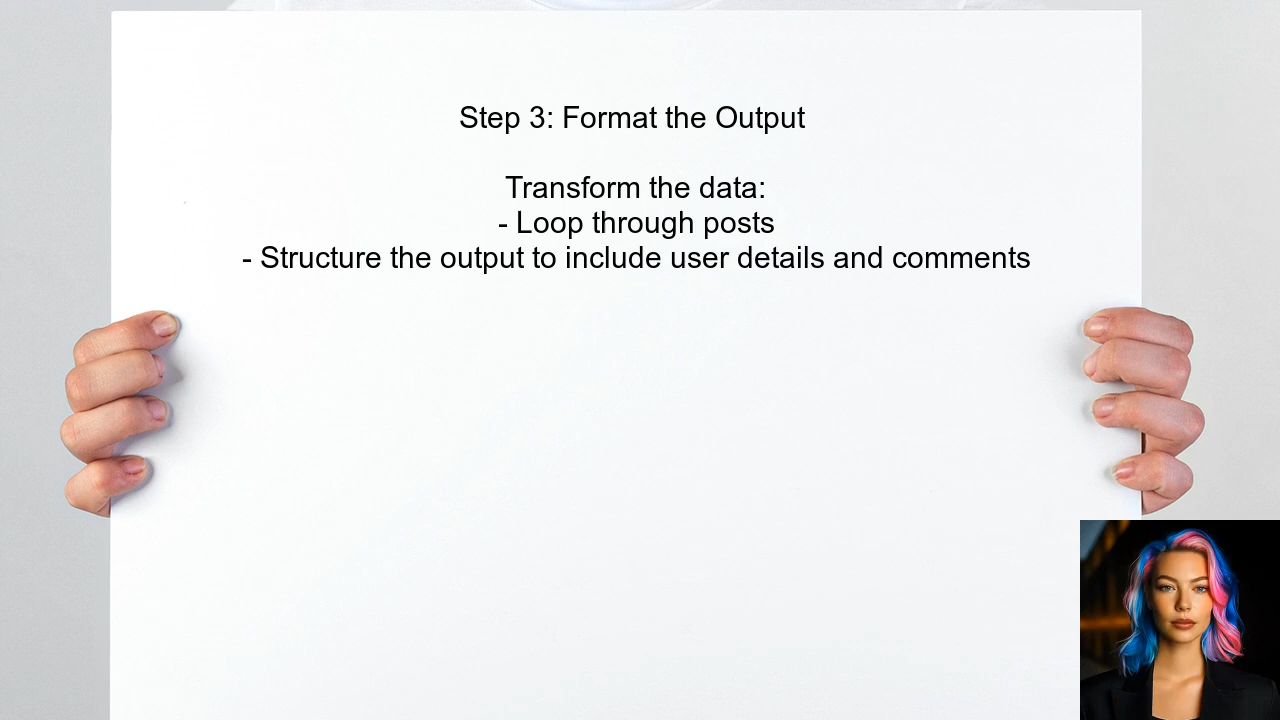 Step 3: Format the Output
Transform the data:
- Loop through posts
- Structure the output to include user details and comments